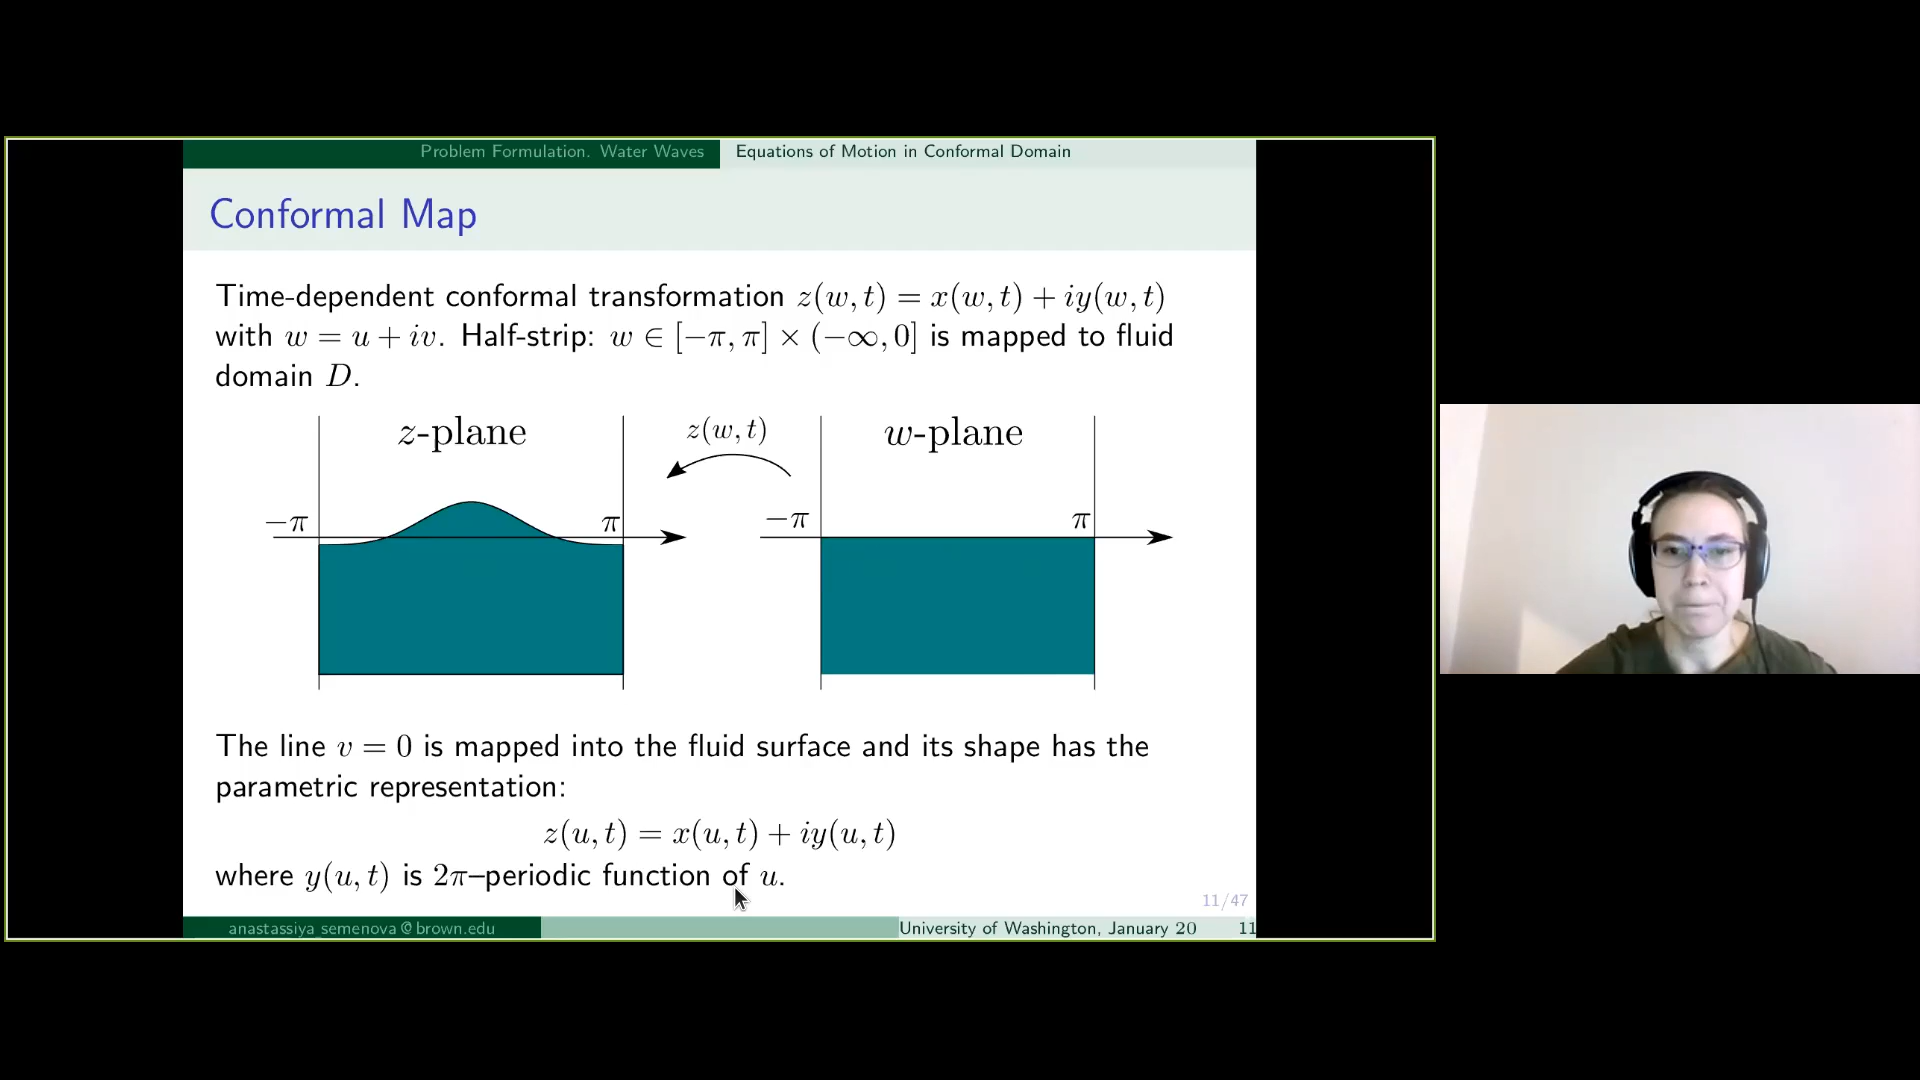 Problem Formulation. Water Waves Equations of Motion in Conformal Domain
Conformal Map
Time-dependent conformal transformation z(w, t) = x(w, t) + iy(w, t)
with w = u + iv. Half-strip: w ∈ [−π, π] × (−∞, 0] is mapped to fluid
domain D.
z-plane z(w, t) w-plane
−π π −π π
The line v = 0 is mapped into the fluid surface and its shape has the
parametric representation:
z(u, t) = x(u, t) + iy(u, t)
where y(u, t) is 2π–periodic function of u.
11/47
anastassiya_semenova@brown.edu University of Washington, January 20 11